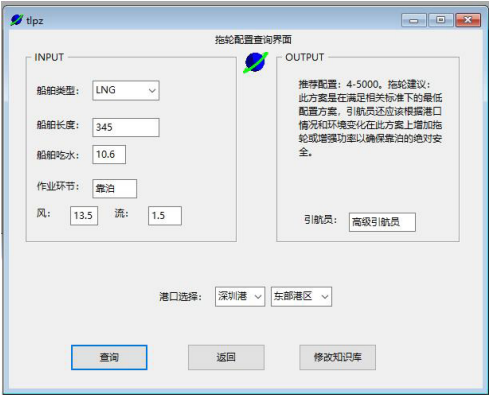 tlpz
拖轮配置查询界面
INPUT
船舶类型： LNG
船舶长度： 345
船舶吃水： 10.6
作业环节： 靠泊
风： 13.5 流： 1.5
OUTPUT
推荐配置：4-5000。拖轮建议：
此方案是在满足相关标准下的最低
配置方案，引航员还应该根据港口
情况和环境变化在此方案上增加拖
轮或增强功率以确保靠泊的绝对安
全。
引航员： 高级引航员
港口选择： 深圳港 东部港区
查询 返回 修改知识库